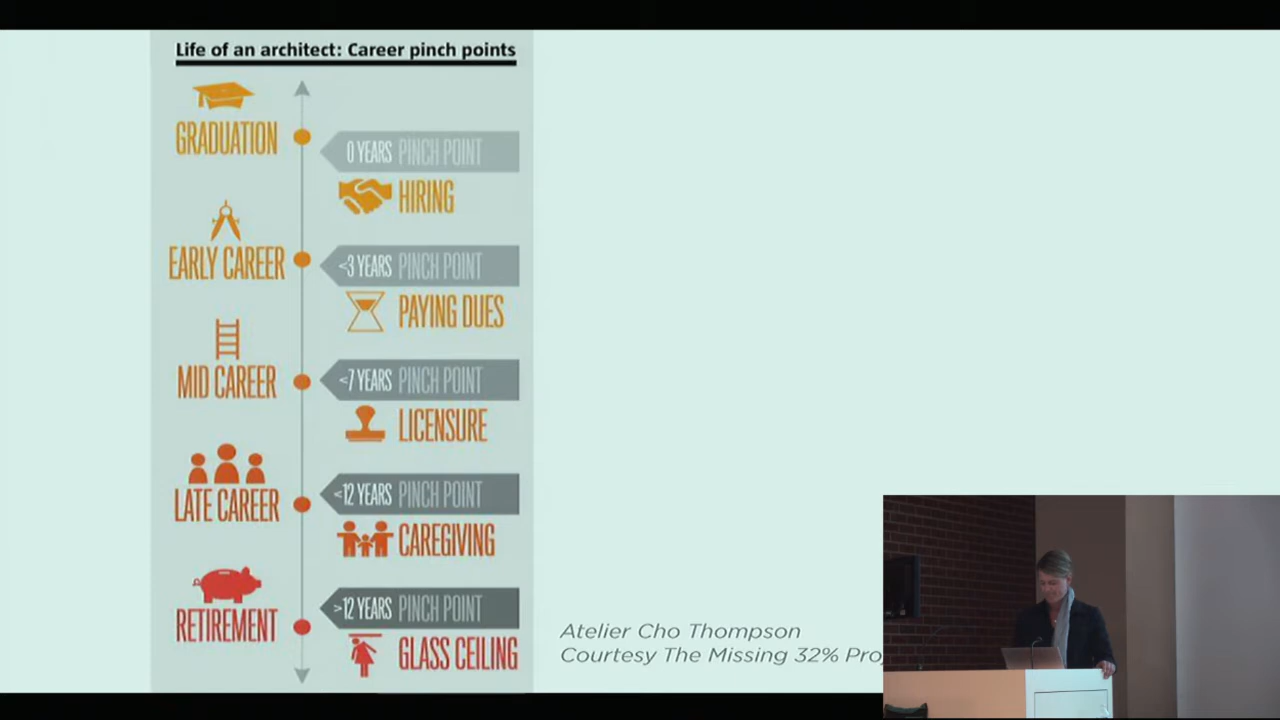 Life of an architect: Career pinch points
GRADUATION
0 YEARS PINCH POINT
HIRING
EARLY CAREER
<3 YEARS PINCH POINT
PAYING DUES
MID CAREER
<7 YEARS PINCH POINT
LICENSURE
LATE CAREER
<12 YEARS PINCH POINT
CAREGIVING
RETIREMENT
>12 YEARS PINCH POINT
GLASS CEILING
Atelier Cho Thompson
Courtesy The Missing 32%